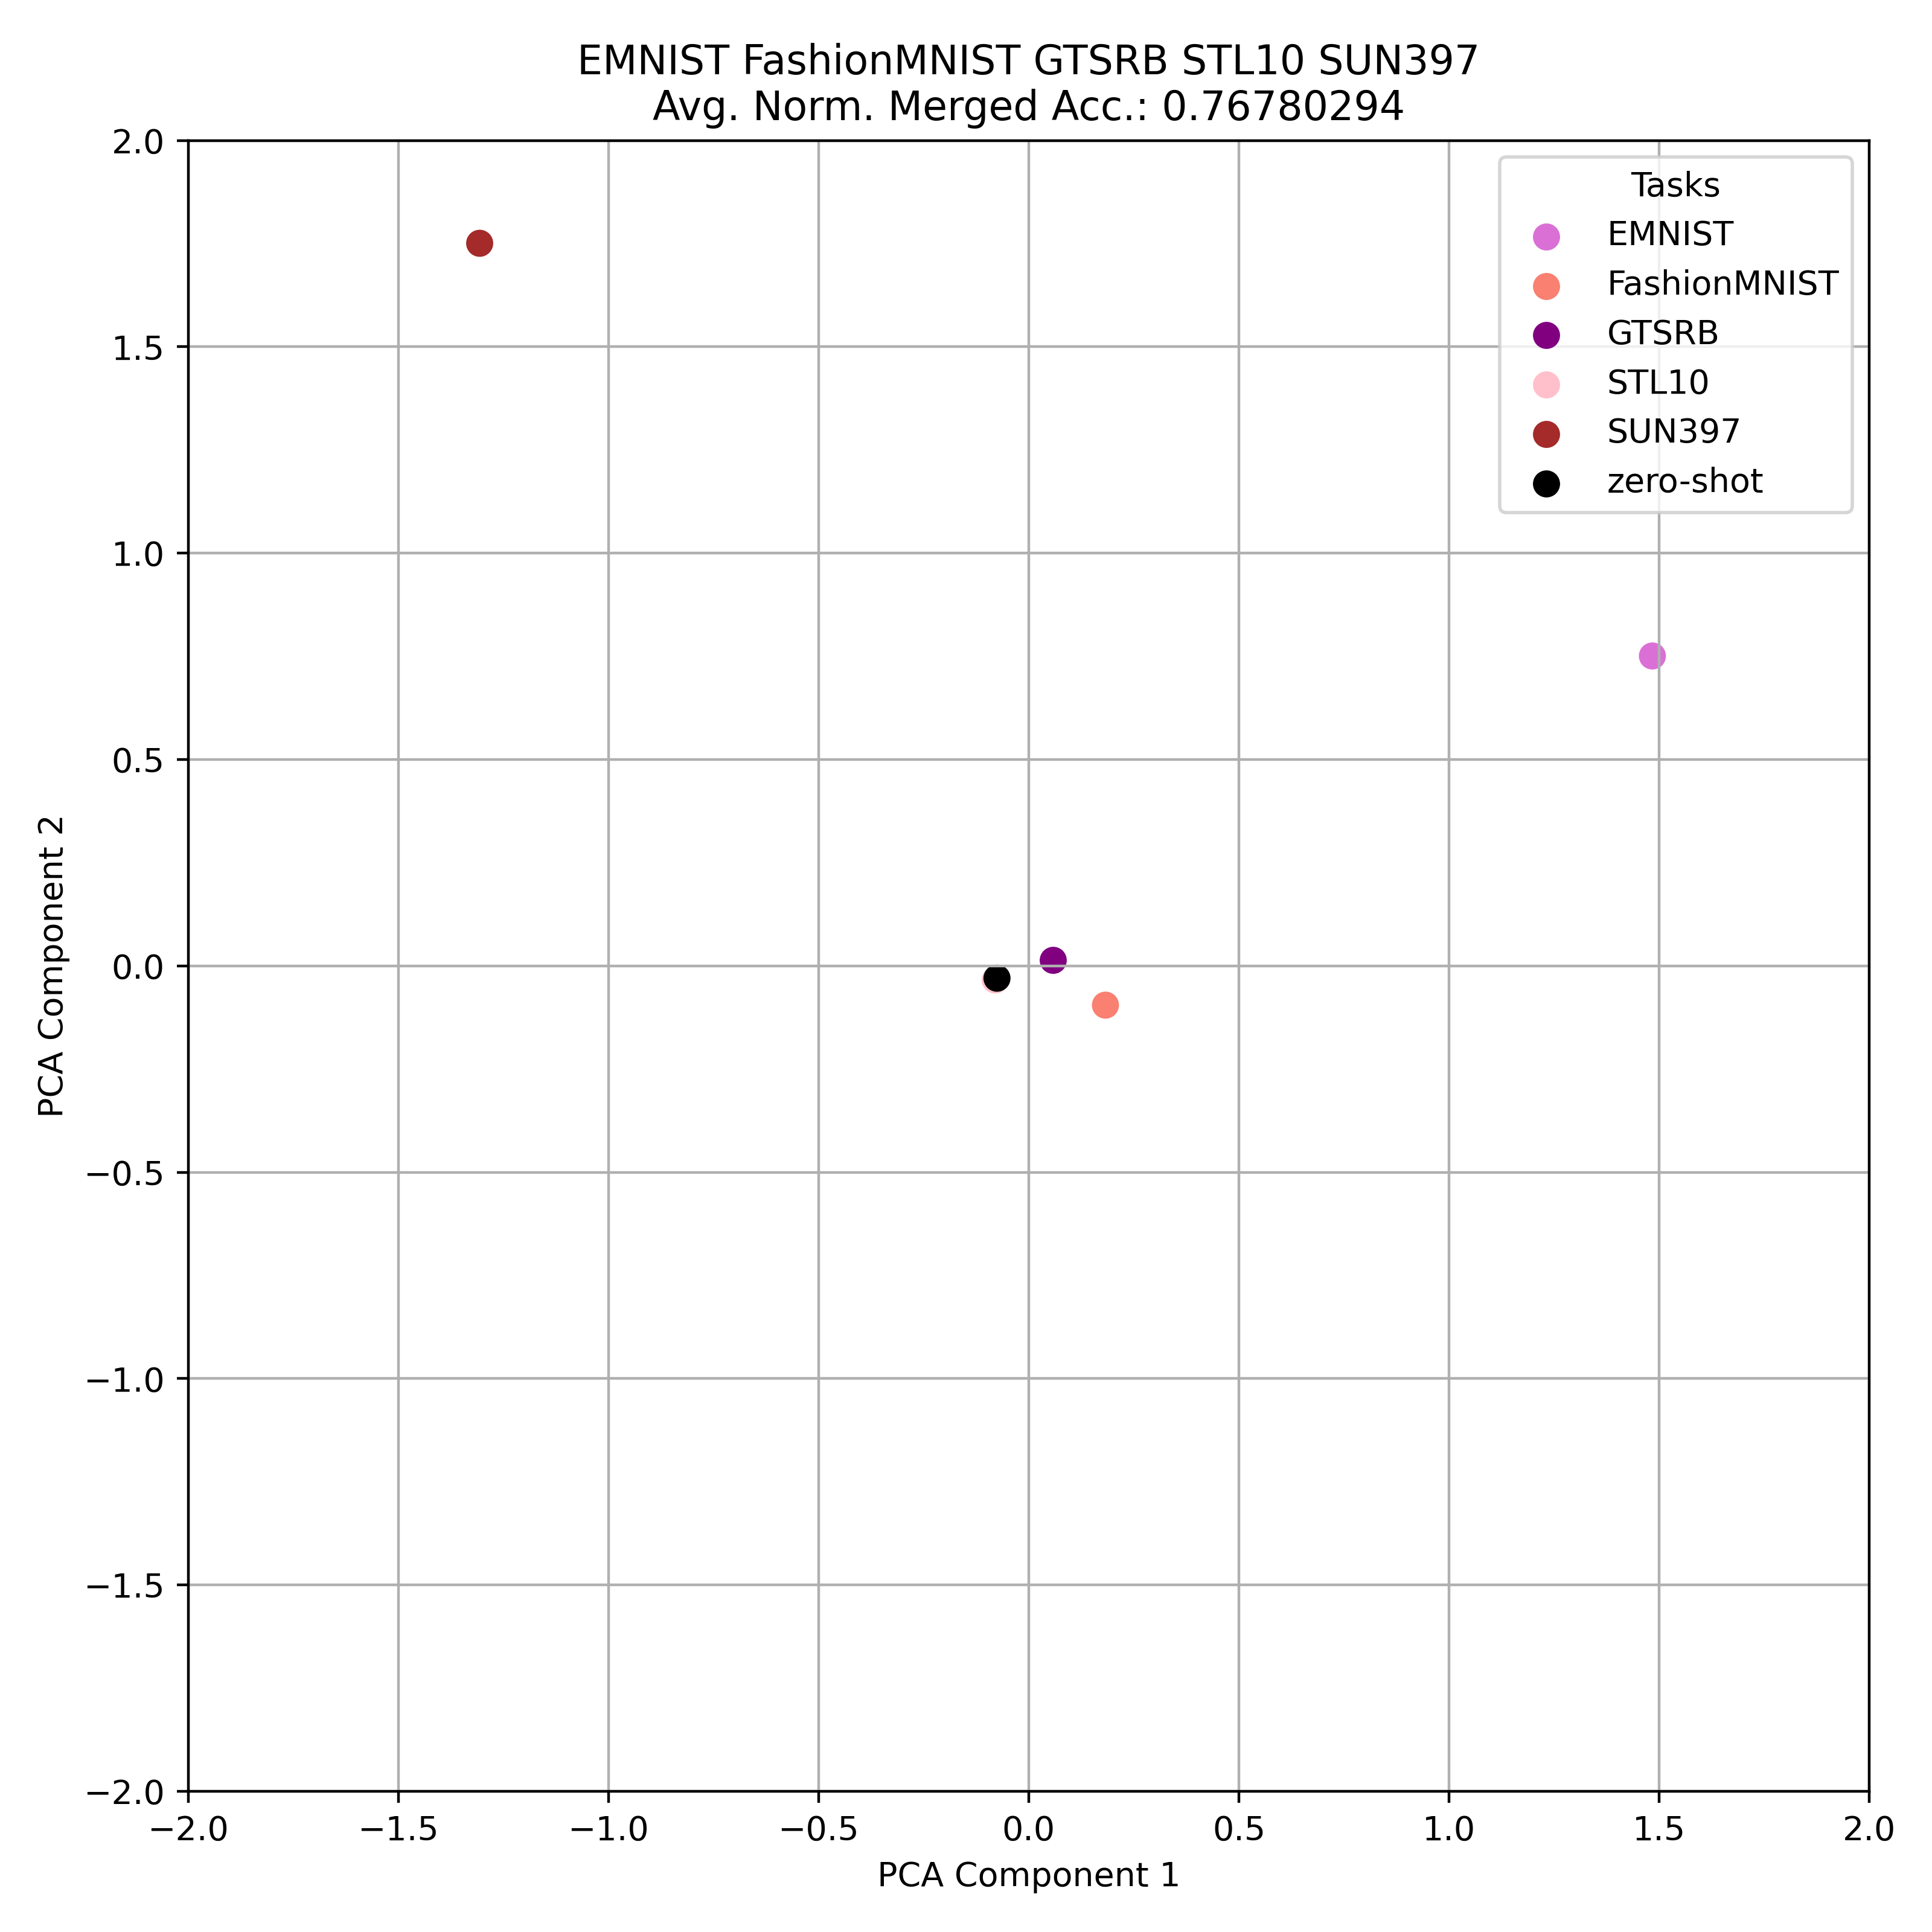 EMNIST FashionMNIST GTSRB STL10 SUN397
Avg. Norm. Merged Acc.: 0.76780294
2.0
1.5
1.0
0.5
0.0
−0.5
−1.0
−1.5
−2.0
PCA Component 2
Tasks
EMNIST
FashionMNIST
GTSRB
STL10
SUN397
zero-shot
−2.0 −1.5 −1.0 −0.5 0.0 0.5 1.0 1.5 2.0
PCA Component 1